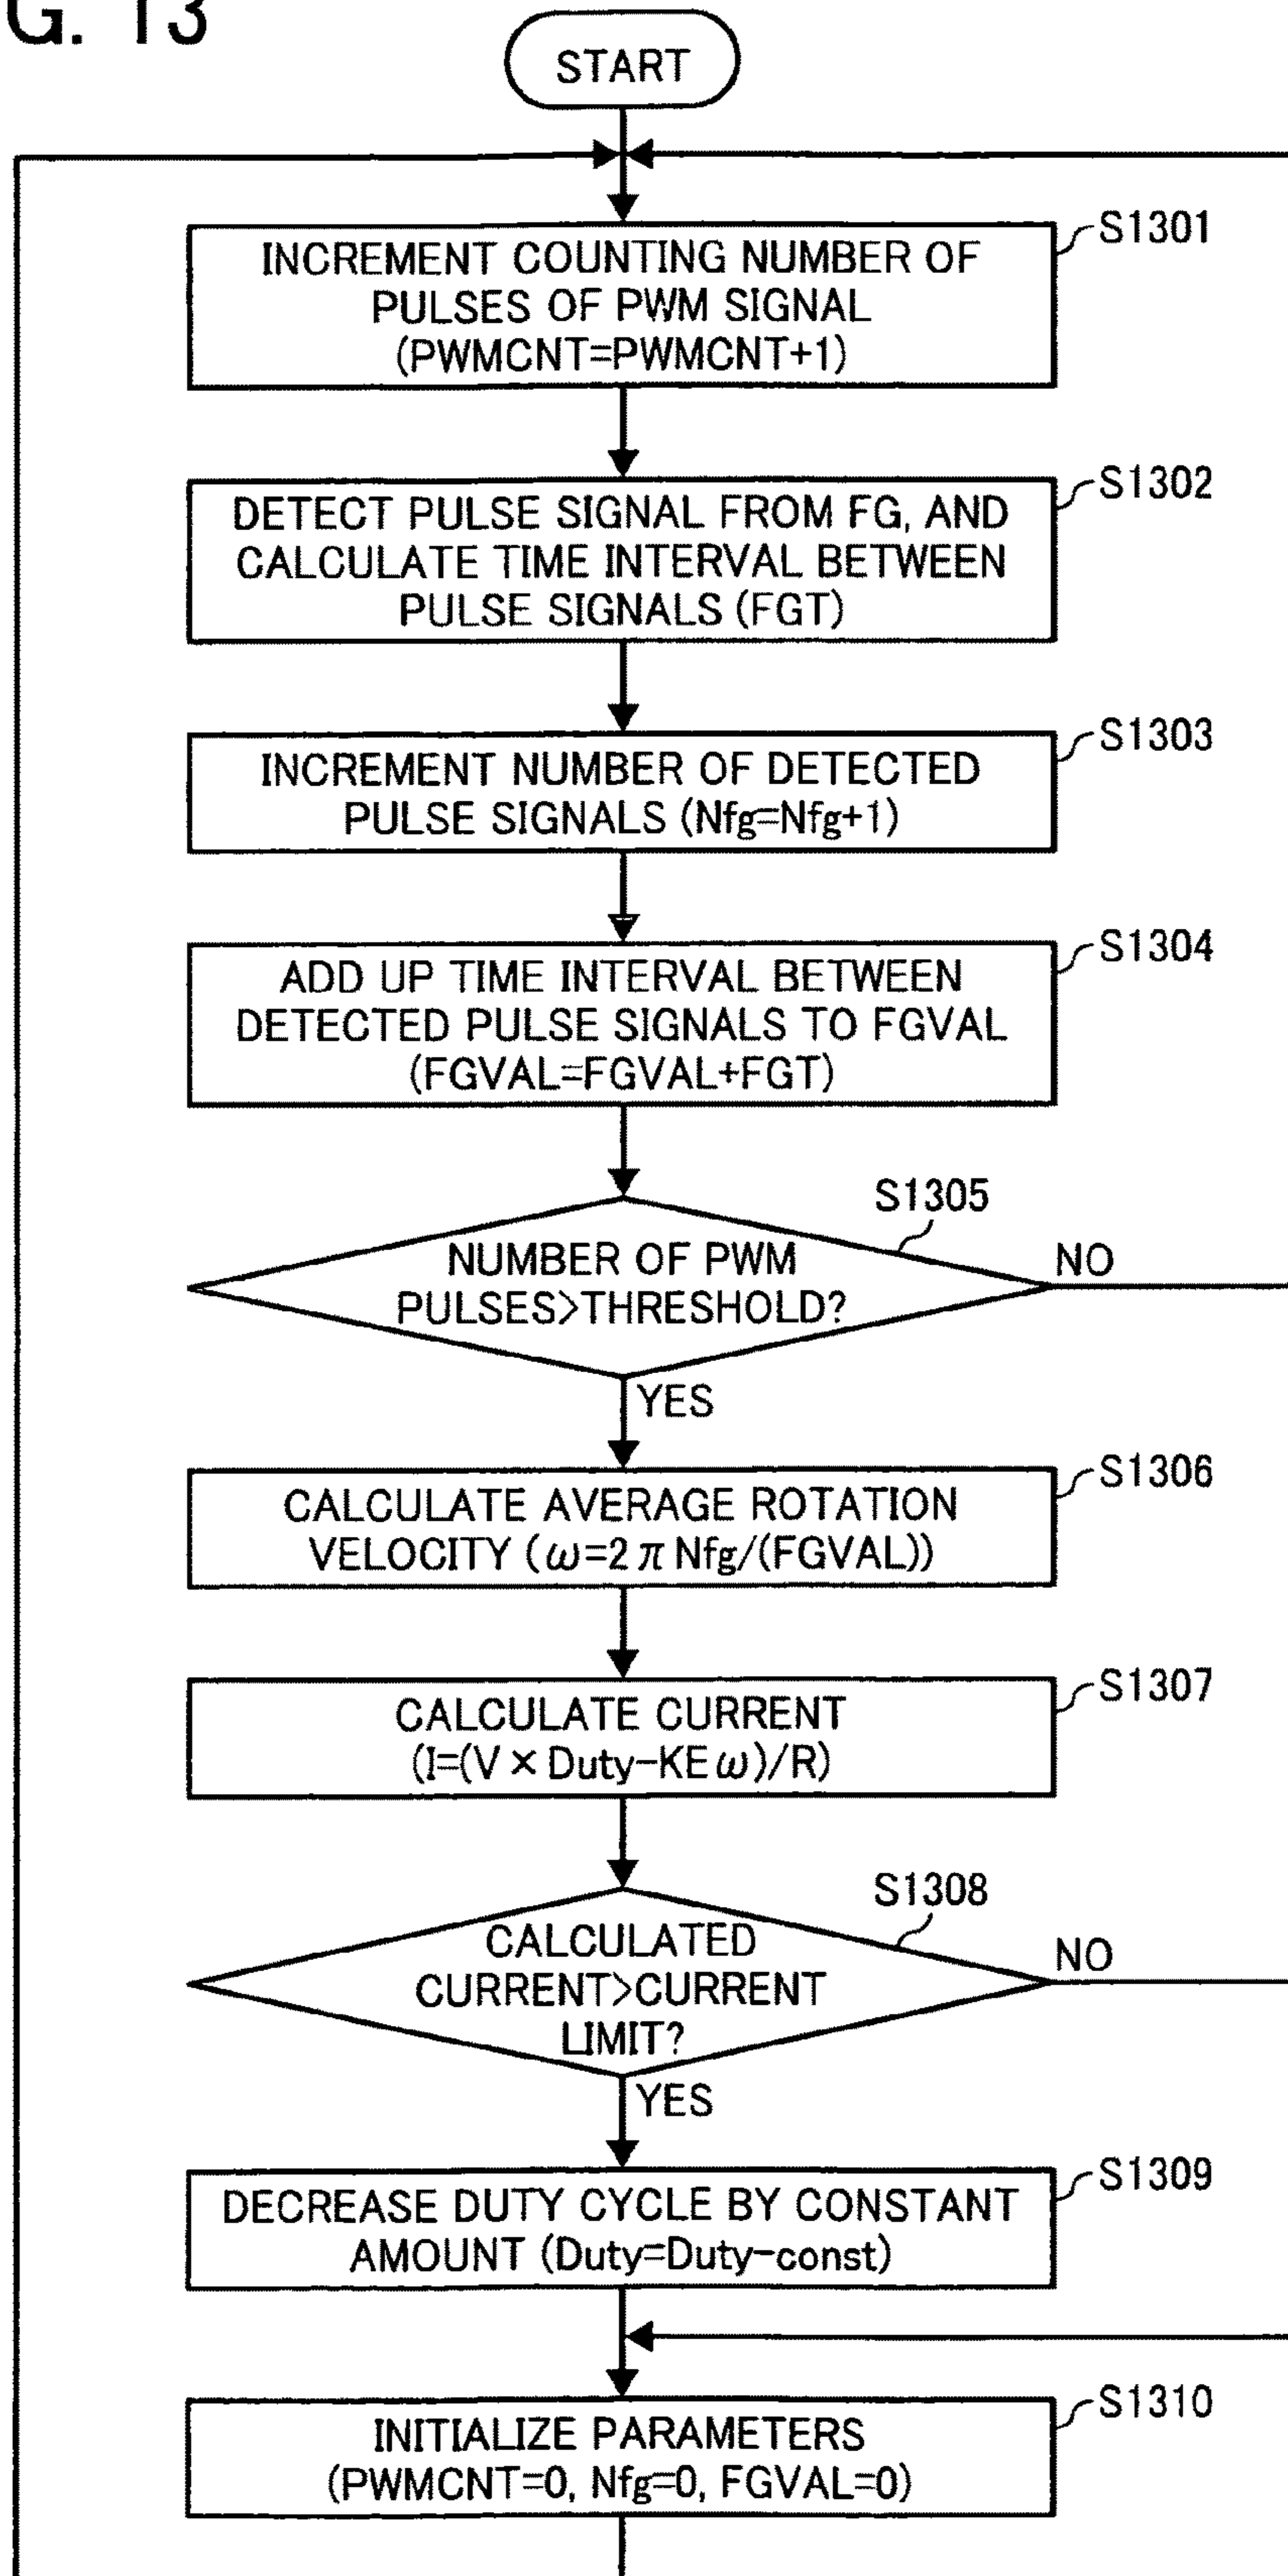 G. 13
START
S1301
INCREMENT COUNTING NUMBER OF
PULSES OF PWM SIGNAL
(PWMCNT=PWMCNT+1)
S1302
DETECT PULSE SIGNAL FROM FG, AND
CALCULATE TIME INTERVAL BETWEEN
PULSE SIGNALS (FGT)
S1303
INCREMENT NUMBER OF DETECTED
PULSE SIGNALS (Nfg=Nfg+1)
S1304
ADD UP TIME INTERVAL BETWEEN
DETECTED PULSE SIGNALS TO FGVAL
(FGVAL=FGVAL+FGT)
S1305
NUMBER OF PWM
PULSES>THRESHOLD?
NO
YES
S1306
CALCULATE AVERAGE ROTATION
VELOCITY (ω=2πNfg/(FGVAL))
S1307
CALCULATE CURRENT
(I=(V×Duty-KEω)/R)
S1308
CALCULATED
CURRENT>CURRENT
LIMIT?
NO
YES
S1309
DECREASE DUTY CYCLE BY CONSTANT
AMOUNT (Duty=Duty-const)
S1310
INITIALIZE PARAMETERS
(PWMCNT=0, Nfg=0, FGVAL=0)